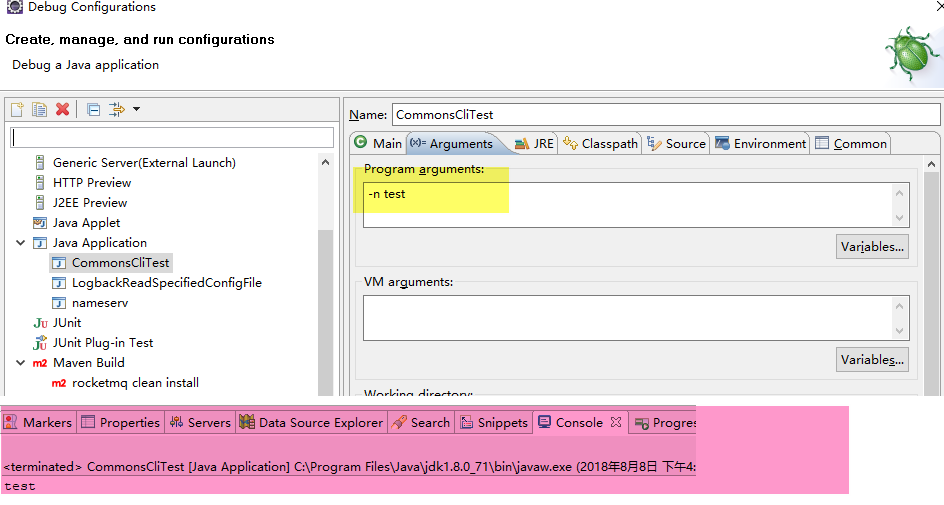 Debug Configurations
Create, manage, and run configurations
Debug a Java application
Name: CommonsCliTest
Main (x)= Arguments JRE Classpath Source Environment Common
Generic Server(External Launch)
HTTP Preview
J2EE Preview
Java Applet
Java Application
CommonsCliTest
LogbackReadSpecifiedConfigFile
nameserv
JU JUnit
JU JUnit Plug-in Test
m2 Maven Build
m2 rocketmq clean install
Program arguments:
-n test
Variables...
VM arguments:
Variables...
Working directory:
Markers Properties Servers Data Source Explorer Search Snippets Console Progres
<terminated> CommonsCliTest [Java Application] C:\Program Files\Java\jdk1.8.0_71\bin\javaw.exe (2018年8月8日 下午4:
test